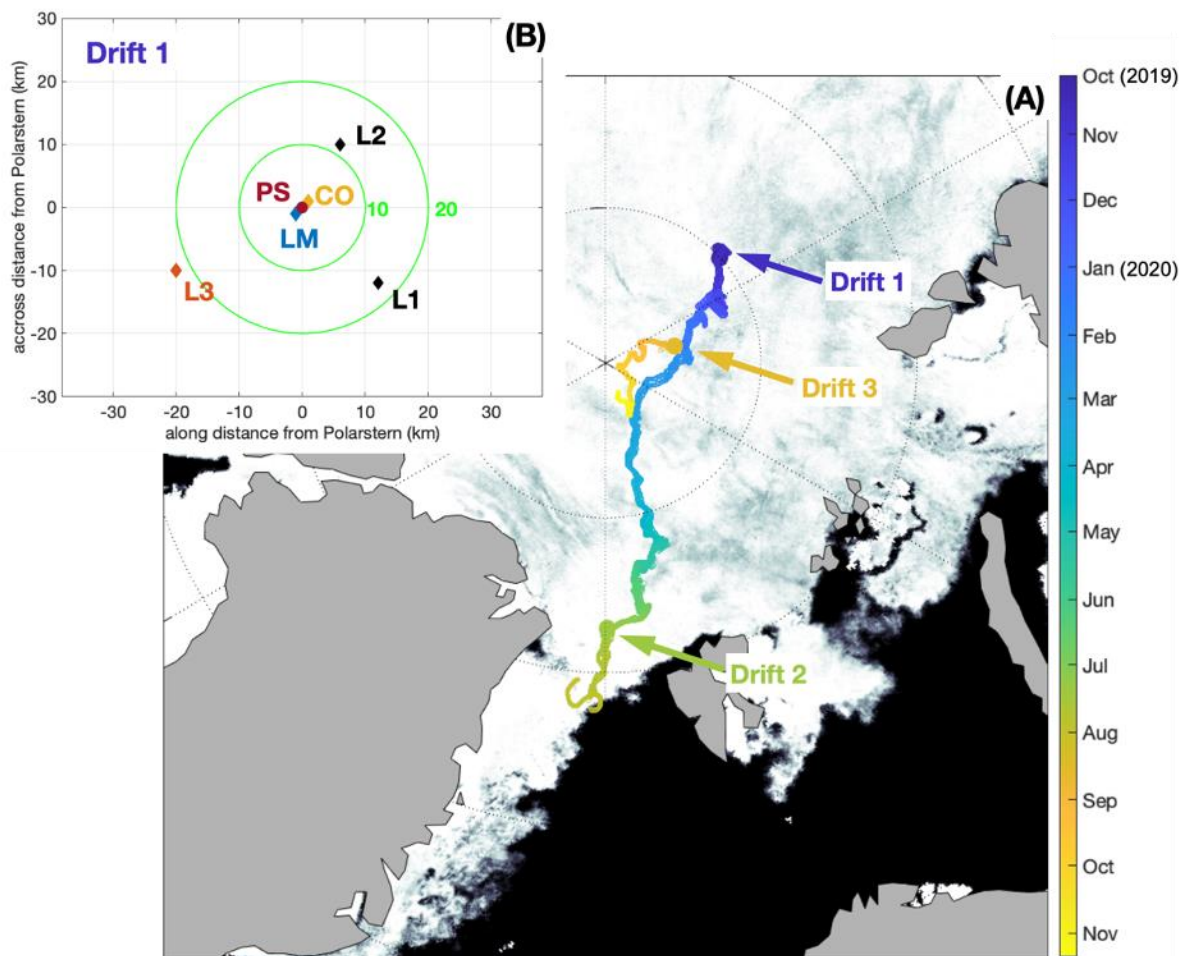 (B)
Drift 1
30
20
10
0
-10
-20
-30
accross distance from Polarstern (km)
L2
PS
CO
10
20
LM
L3
L1
-30
-20
-10
0
10
20
30
along distance from Polarstern (km)
(A)
Drift 1
Drift 3
Drift 2
Oct (2019)
Nov
Dec
Jan (2020)
Feb
Mar
Apr
May
Jun
Jul
Aug
Sep
Oct
Nov